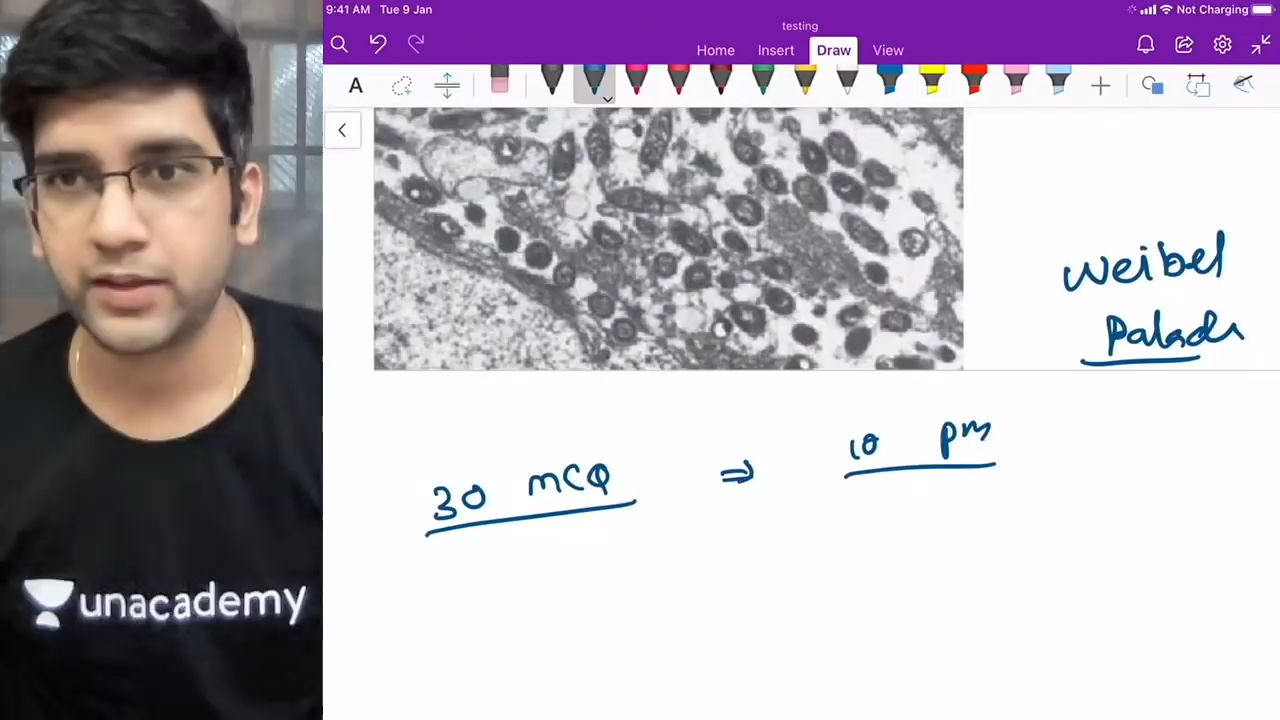 9:41 AM Tue 9 Jan
Not Charging
testing
Home Insert Draw View
A
Weibel
Palade
30 MCQ ⇒ 10 pm
unacademy